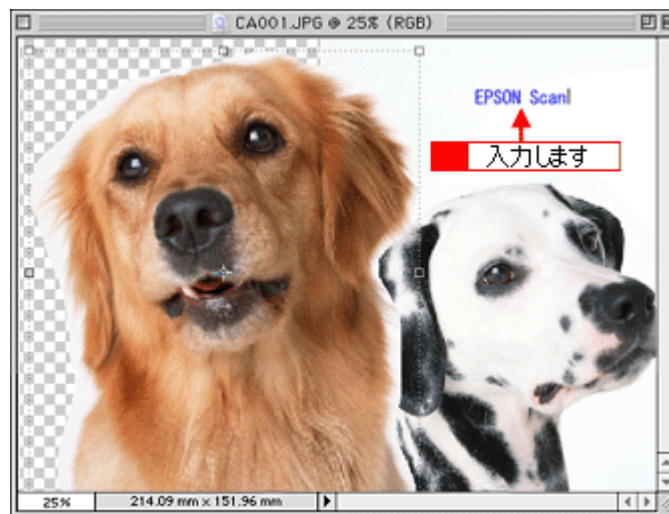 CA001.JPG @ 25% (RGB)
EPSON Scan
入力します
25%
214.09 mm × 151.96 mm